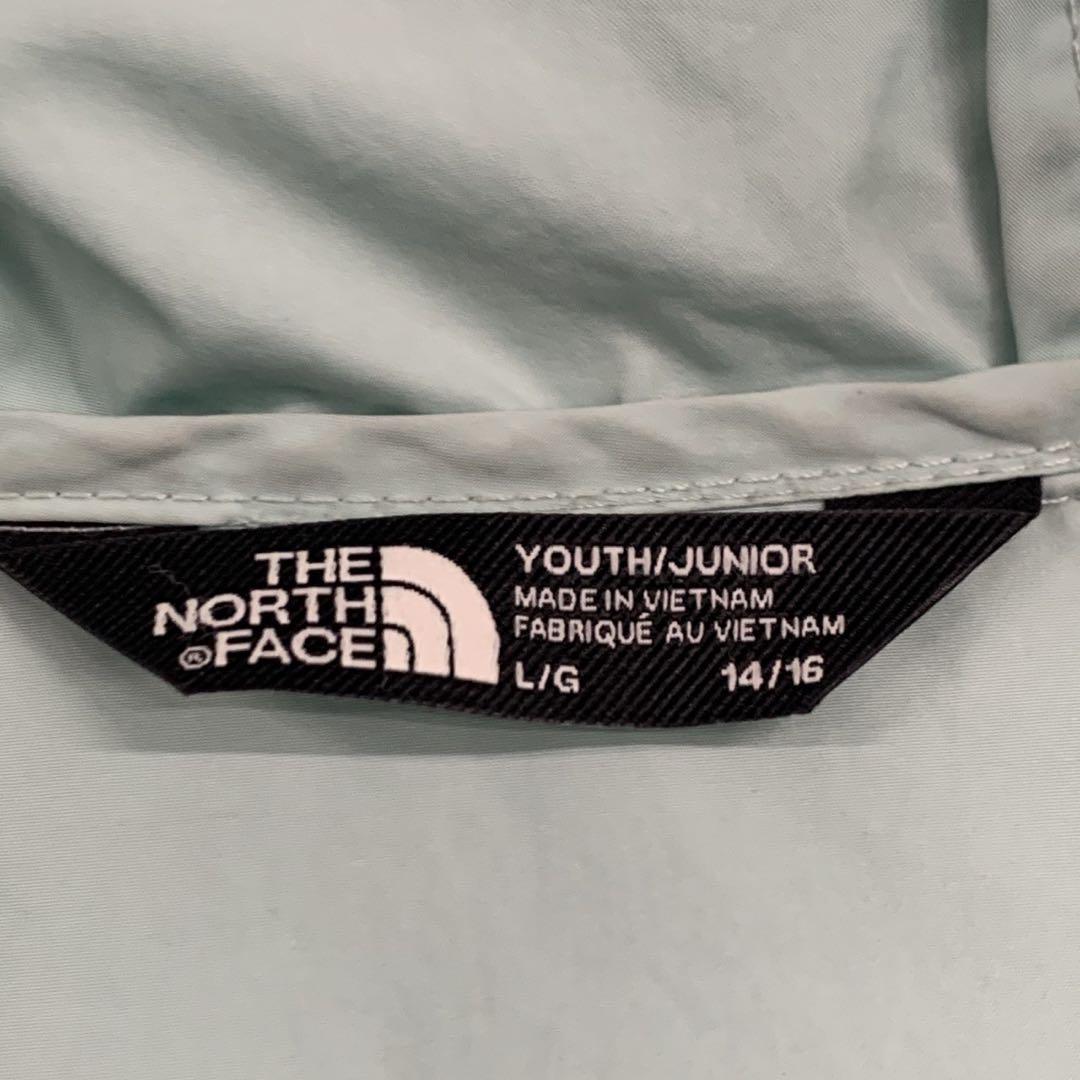 THE
NORTH
®FACE
YOUTH/JUNIOR
MADE IN VIETNAM
FABRIQUÉ AU VIETNAM
L/G 14/16